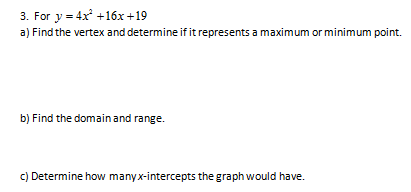 3. For y = 4x² +16x+19
a) Find the vertex and determine if it represents a maximum or minimum point.
b) Find the domain and range.
c) Determine how many x-intercepts the graph would have.